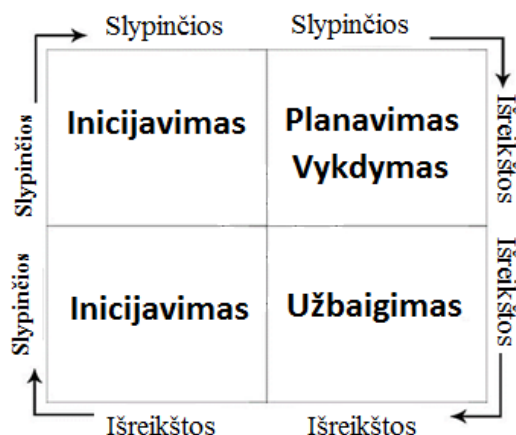 Slypinčios
Slypinčios
Slypinčios
Inicijavimas
Planavimas
Vykdymas
Išreikštos
Slypinčios
Inicijavimas
Užbaigimas
Išreikštos
Išreikštos
Išreikštos